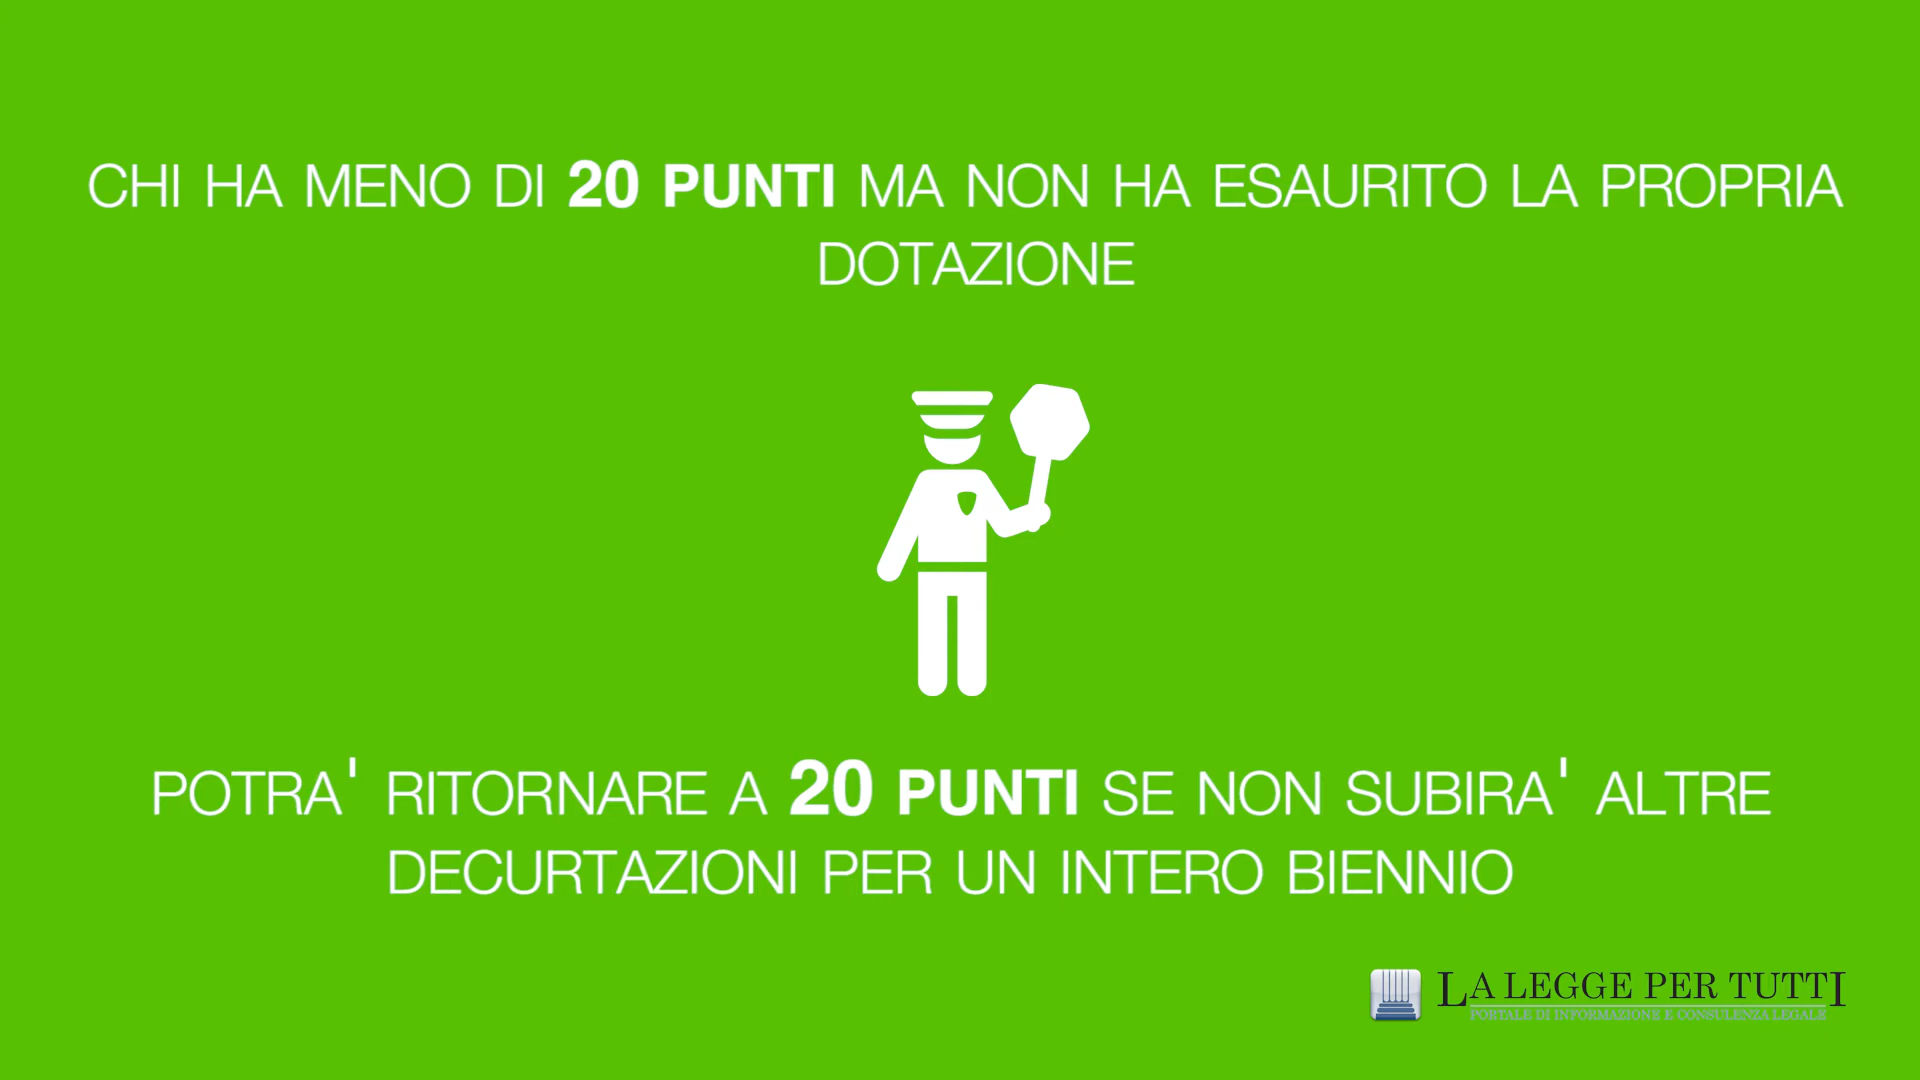 CHI HA MENO DI 20 PUNTI MA NON HA ESAURITO LA PROPRIA
DOTAZIONE
POTRA' RITORNARE A 20 PUNTI SE NON SUBIRA' ALTRE
DECURTAZIONI PER UN INTERO BIENNIO
LA LEGGE PER TUTTI
PORTALE DI INFORMAZIONE E CONSULENZA LEGALE